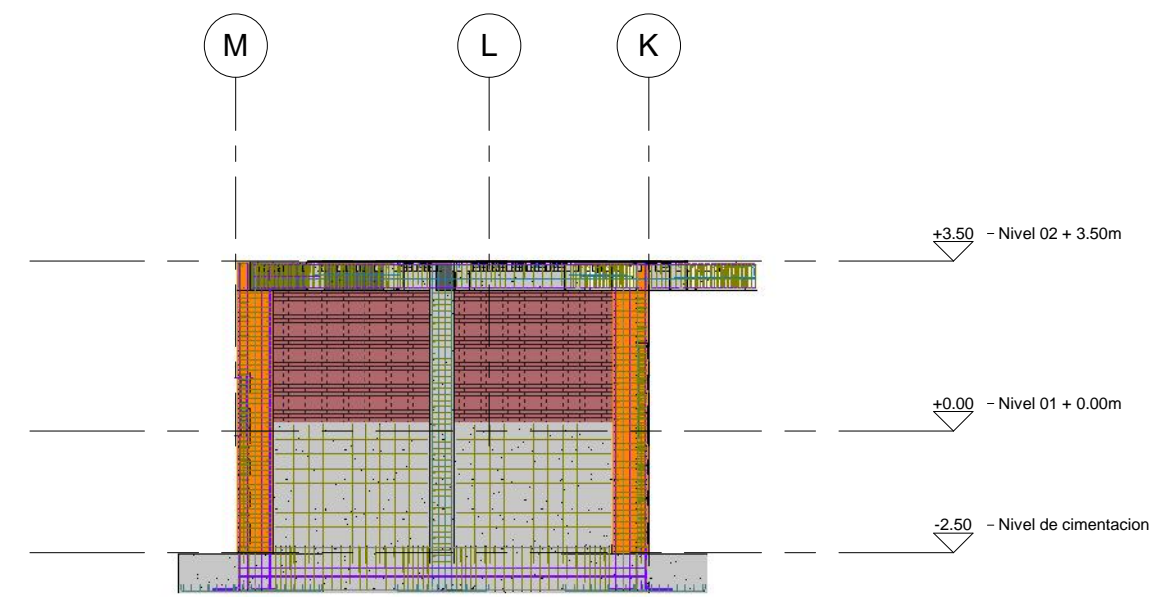 M L K
+3.50 – Nivel 02 + 3.50m
+0.00 – Nivel 01 + 0.00m
-2.50 – Nivel de cimentacion